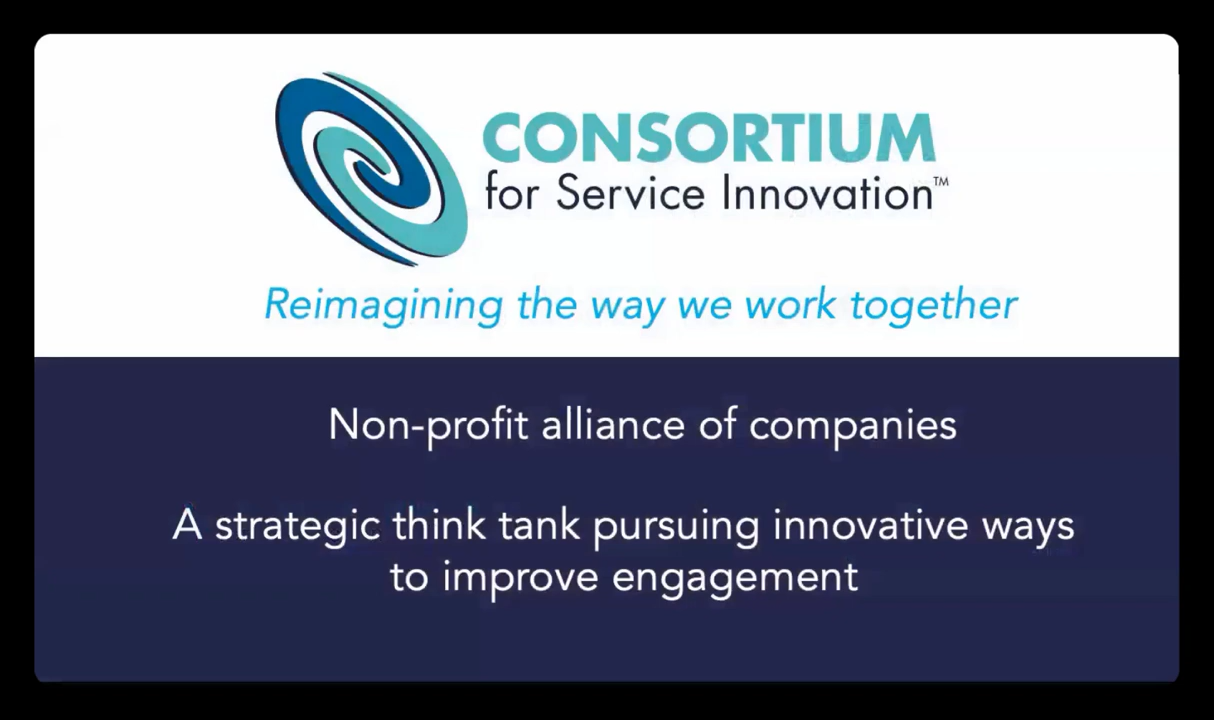 CONSORTIUM
for Service Innovation™
Reimagining the way we work together
Non-profit alliance of companies
A strategic think tank pursuing innovative ways
to improve engagement